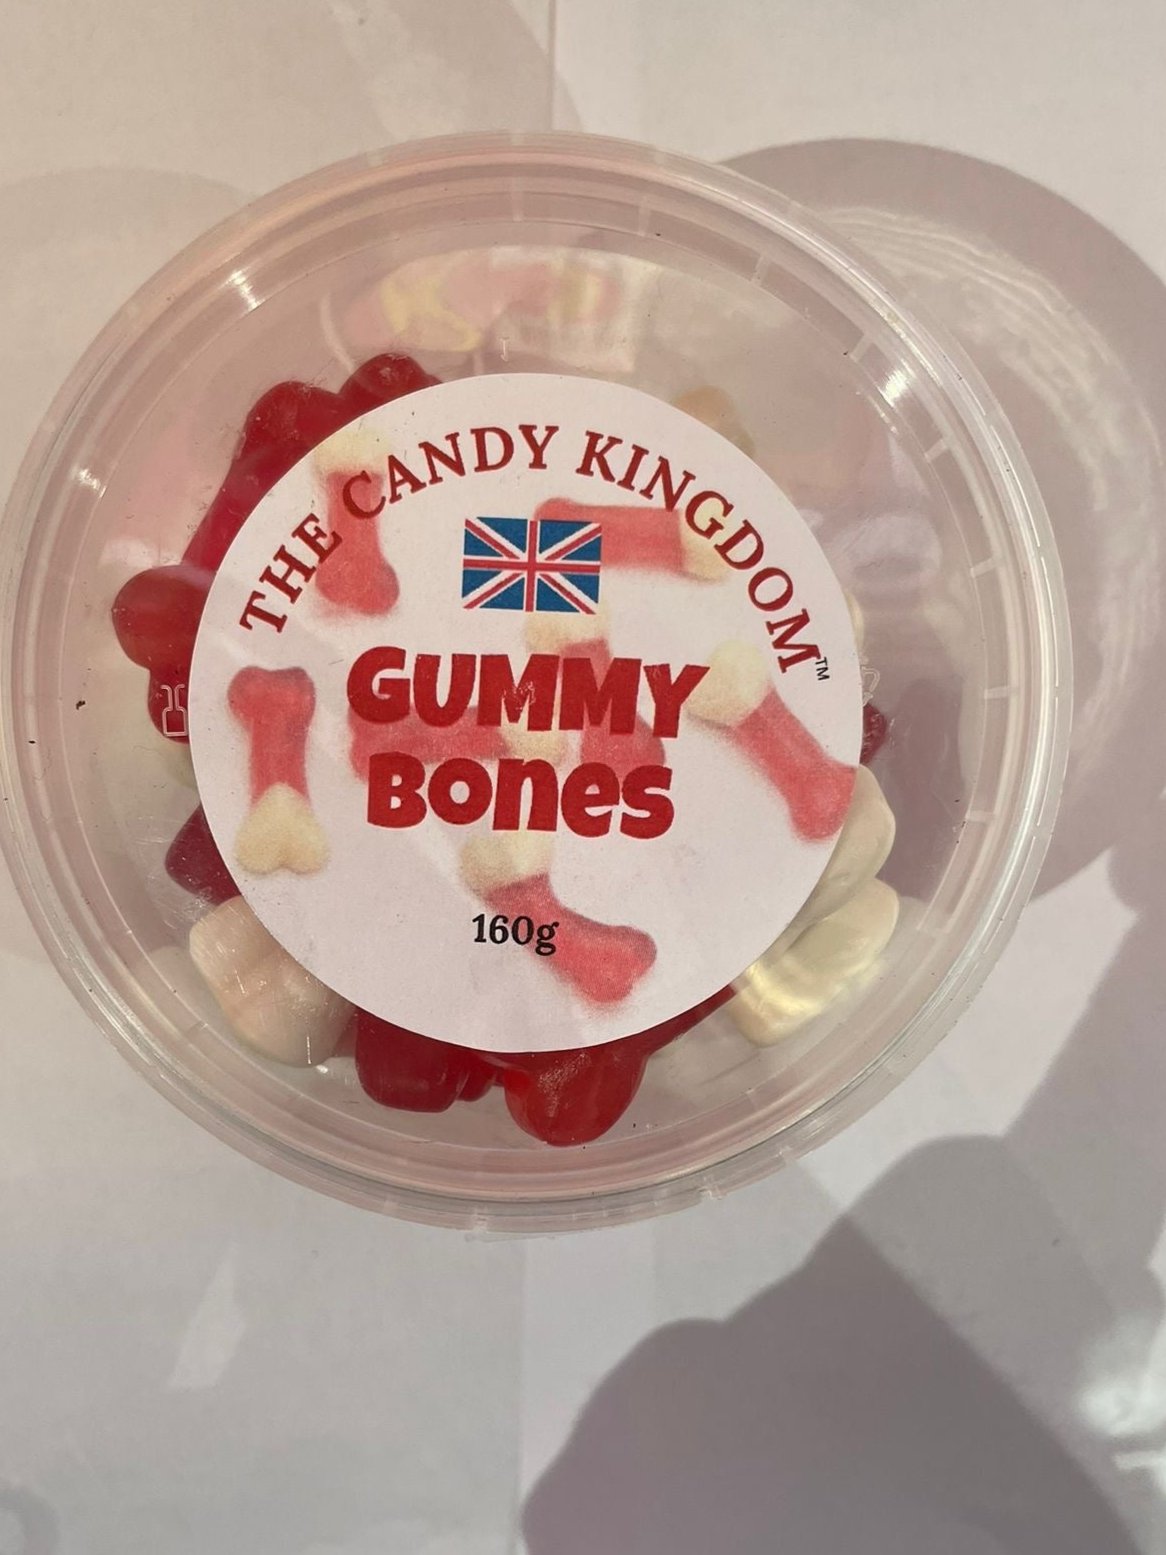 THE CANDY KINGDOM™
GUMMY
BONES
160g